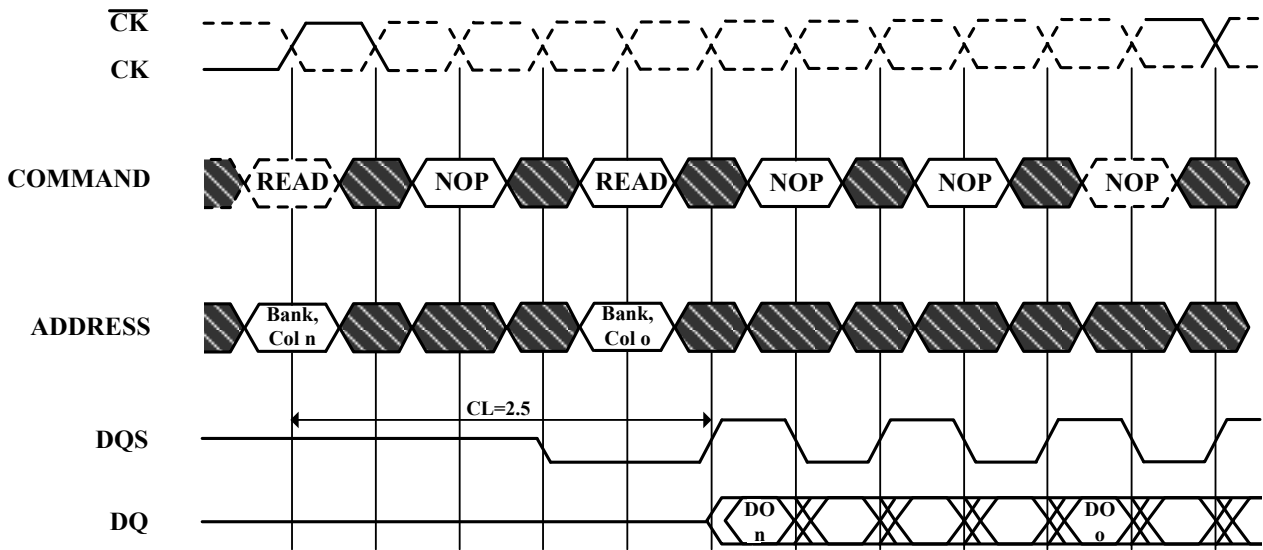 CK
CK
COMMAND
READ
NOP
READ
NOP
NOP
NOP
ADDRESS
Bank,
Col n
Bank,
Col o
CL=2.5
DQS
DQ
DO
n
DO
o